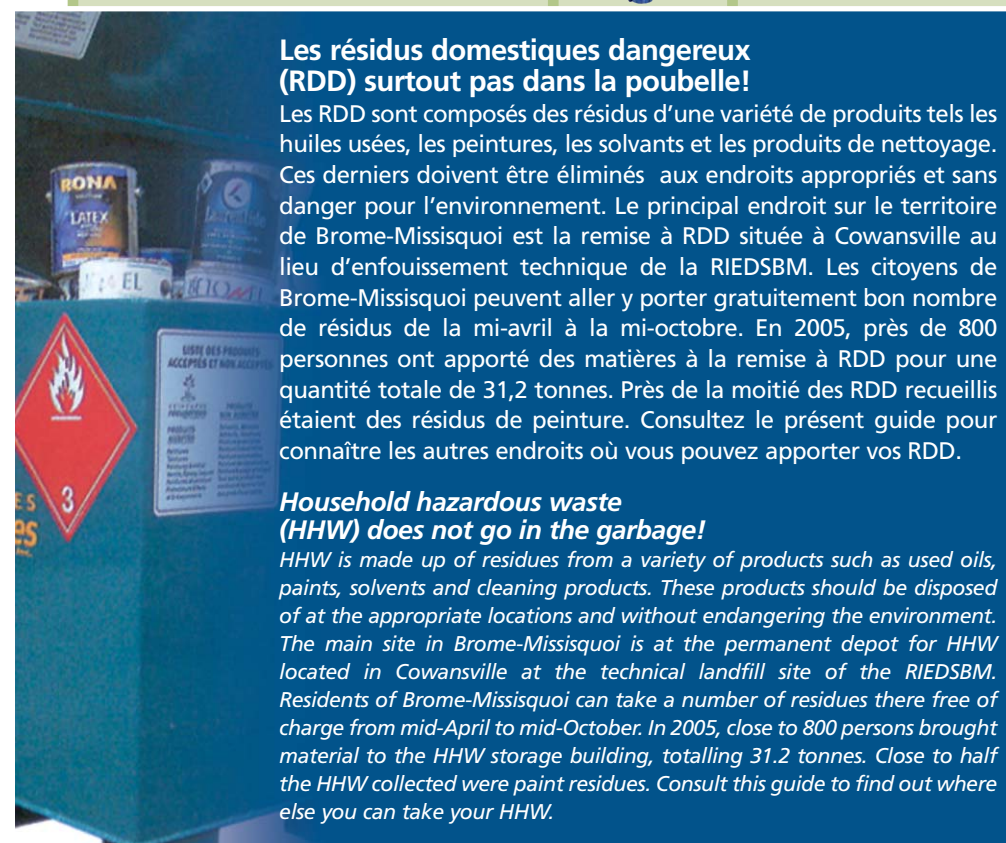 Les résidus domestiques dangereux
(RDD) surtout pas dans la poubelle!
Les RDD sont composés des résidus d'une variété de produits tels les
huiles usées, les peintures, les solvants et les produits de nettoyage.
Ces derniers doivent être éliminés aux endroits appropriés et sans
danger pour l'environnement. Le principal endroit sur le territoire
de Brome-Missisquoi est la remise à RDD située à Cowansville au
lieu d'enfouissement technique de la RIEDSBM. Les citoyens de
Brome-Missisquoi peuvent aller y porter gratuitement bon nombre
de résidus de la mi-avril à la mi-octobre. En 2005, près de 800
personnes ont apporté des matières à la remise à RDD pour une
quantité totale de 31,2 tonnes. Près de la moitié des RDD recueillis
étaient des résidus de peinture. Consultez le présent guide pour
connaître les autres endroits où vous pouvez apporter vos RDD.
Household hazardous waste
(HHW) does not go in the garbage!
HHW is made up of residues from a variety of products such as used oils,
paints, solvents and cleaning products. These products should be disposed
of at the appropriate locations and without endangering the environment.
The main site in Brome-Missisquoi is at the permanent depot for HHW
located in Cowansville at the technical landfill site of the RIEDSBM.
Residents of Brome-Missisquoi can take a number of residues there free of
charge from mid-April to mid-October. In 2005, close to 800 persons brought
material to the HHW storage building, totalling 31.2 tonnes. Close to half
the HHW collected were paint residues. Consult this guide to find out where
else you can take your HHW.
RONA
LATEX
LISTE DES PRODUITS
ACCEPTÉS ET NON ACCEPTÉS
3